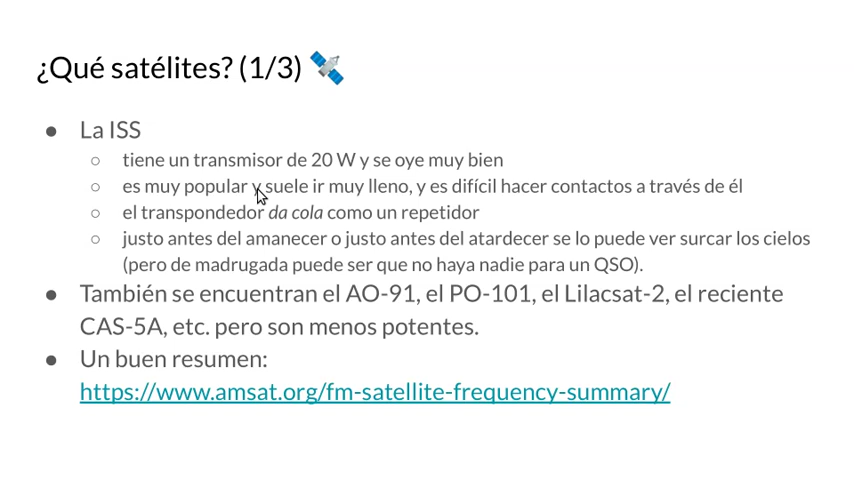 ¿Qué satélites? (1/3)
● La ISS
○ tiene un transmisor de 20 W y se oye muy bien
○ es muy popular y suele ir muy lleno, y es difícil hacer contactos a través de él
○ el transpondedor da cola como un repetidor
○ justo antes del amanecer o justo antes del atardecer se lo puede ver surcar los cielos
(pero de madrugada puede ser que no haya nadie para un QSO).
● También se encuentran el AO-91, el PO-101, el Lilacsat-2, el reciente
CAS-5A, etc. pero son menos potentes.
● Un buen resumen:
https://www.amsat.org/fm-satellite-frequency-summary/